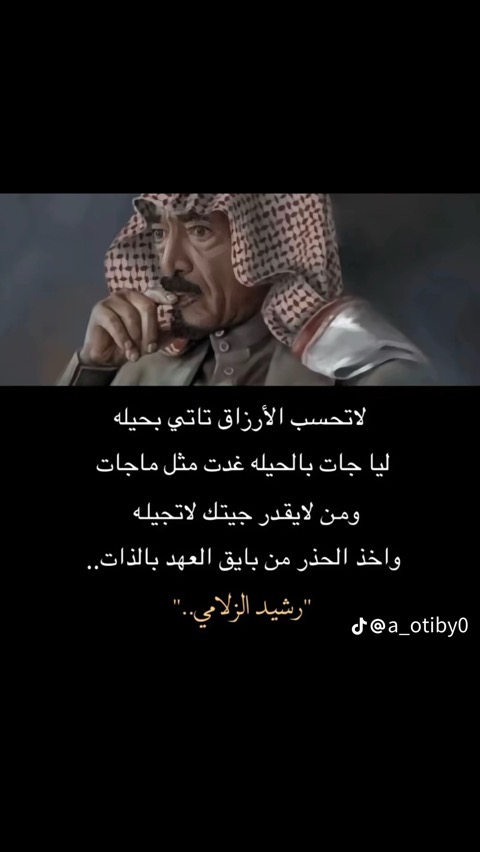 لاتحسب الأرزاق تاتي بحيله
ليا جات بالحيله غدت مثل ماجات
ومن لايقدر جيتك لاتجيله
واخذ الحذر من بايق العهد بالذات..
"رشيد الزلامي.."
@a_otiby0